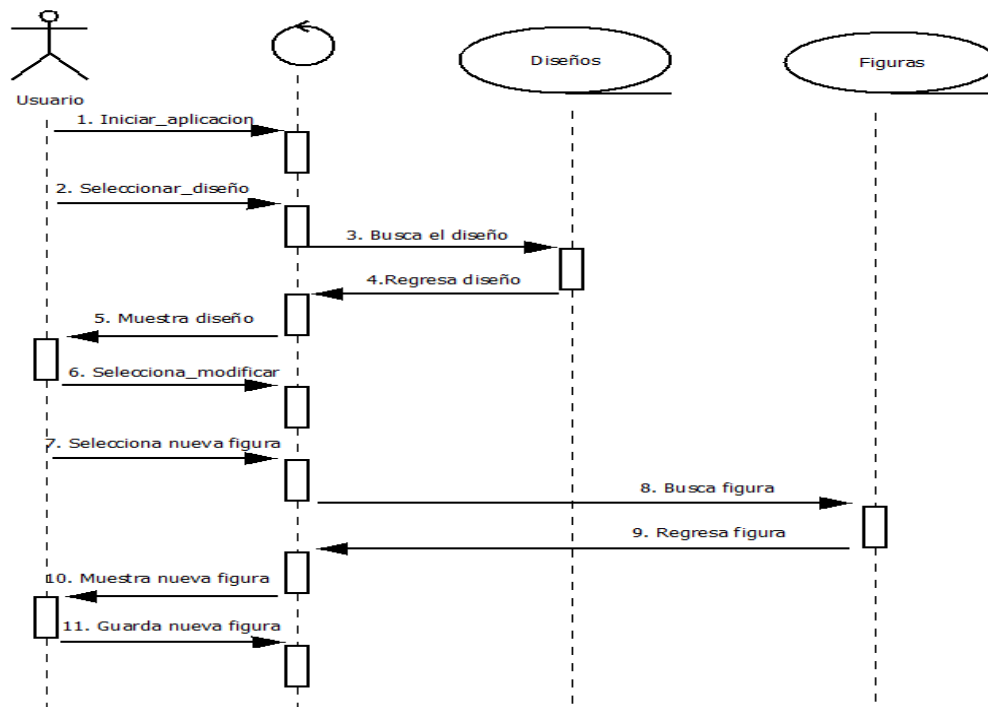 Diseños
Figuras
Usuario
1. Iniciar_aplicacion
2. Seleccionar_diseño
3. Busca el diseño
4.Regresa diseño
5. Muestra diseño
6. Selecciona_modificar
7. Selecciona nueva figura
8. Busca figura
9. Regresa figura
10. Muestra nueva figura
11. Guarda nueva figura